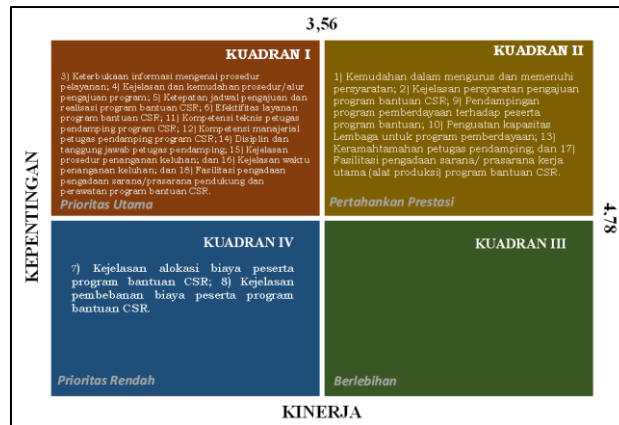 3,56
KUADRAN I
3) Keterbukaan informasi mengenai prosedur
pelayanan; 4) Kejelasan dan kemudahan prosedur/alur
pengajuan program; 5) Ketepatan jadwal pengajuan dan
realisasi program bantuan CSR; 6) Efektifitas layanan
program bantuan CSR; 11) Kompetensi teknis petugas
pendamping program CSR; 12) Kompetensi manajerial
petugas pendamping program CSR; 14) Disiplin dan
tanggung jawab petugas pendamping; 15) Kejelasan
prosedur penanganan keluhan; dan 16) Kejelasan waktu
penanganan keluhan; dan 18) Fasilitasi pengadaan
pengadaan sarana/prasarana pendukung dan
perawatan program bantuan CSR.
Prioritas Utama
KUADRAN II
1) Kemudahan dalam mengurus dan memenuhi
persyaratan; 2) Kejelasan persyaratan pengajuan
program bantuan CSR; 9) Pendampingan
program pemberdayaan terhadap peserta
program bantuan; 10) Penguatan kapasitas
Lembaga untuk program pemberdayaan; 13)
Keramahtamahan petugas pendamping; dan 17)
Fasilitasi pengadaan sarana/ prasarana kerja
utama (alat produksi) program bantuan CSR.
Pertahankan Prestasi
KEPENTINGAN
4,78
KUADRAN IV
7) Kejelasan alokasi biaya peserta
program bantuan CSR; 8) Kejelasan
pembebanan biaya peserta program
bantuan CSR.
Prioritas Rendah
KUADRAN III
Berlebihan
KINERJA